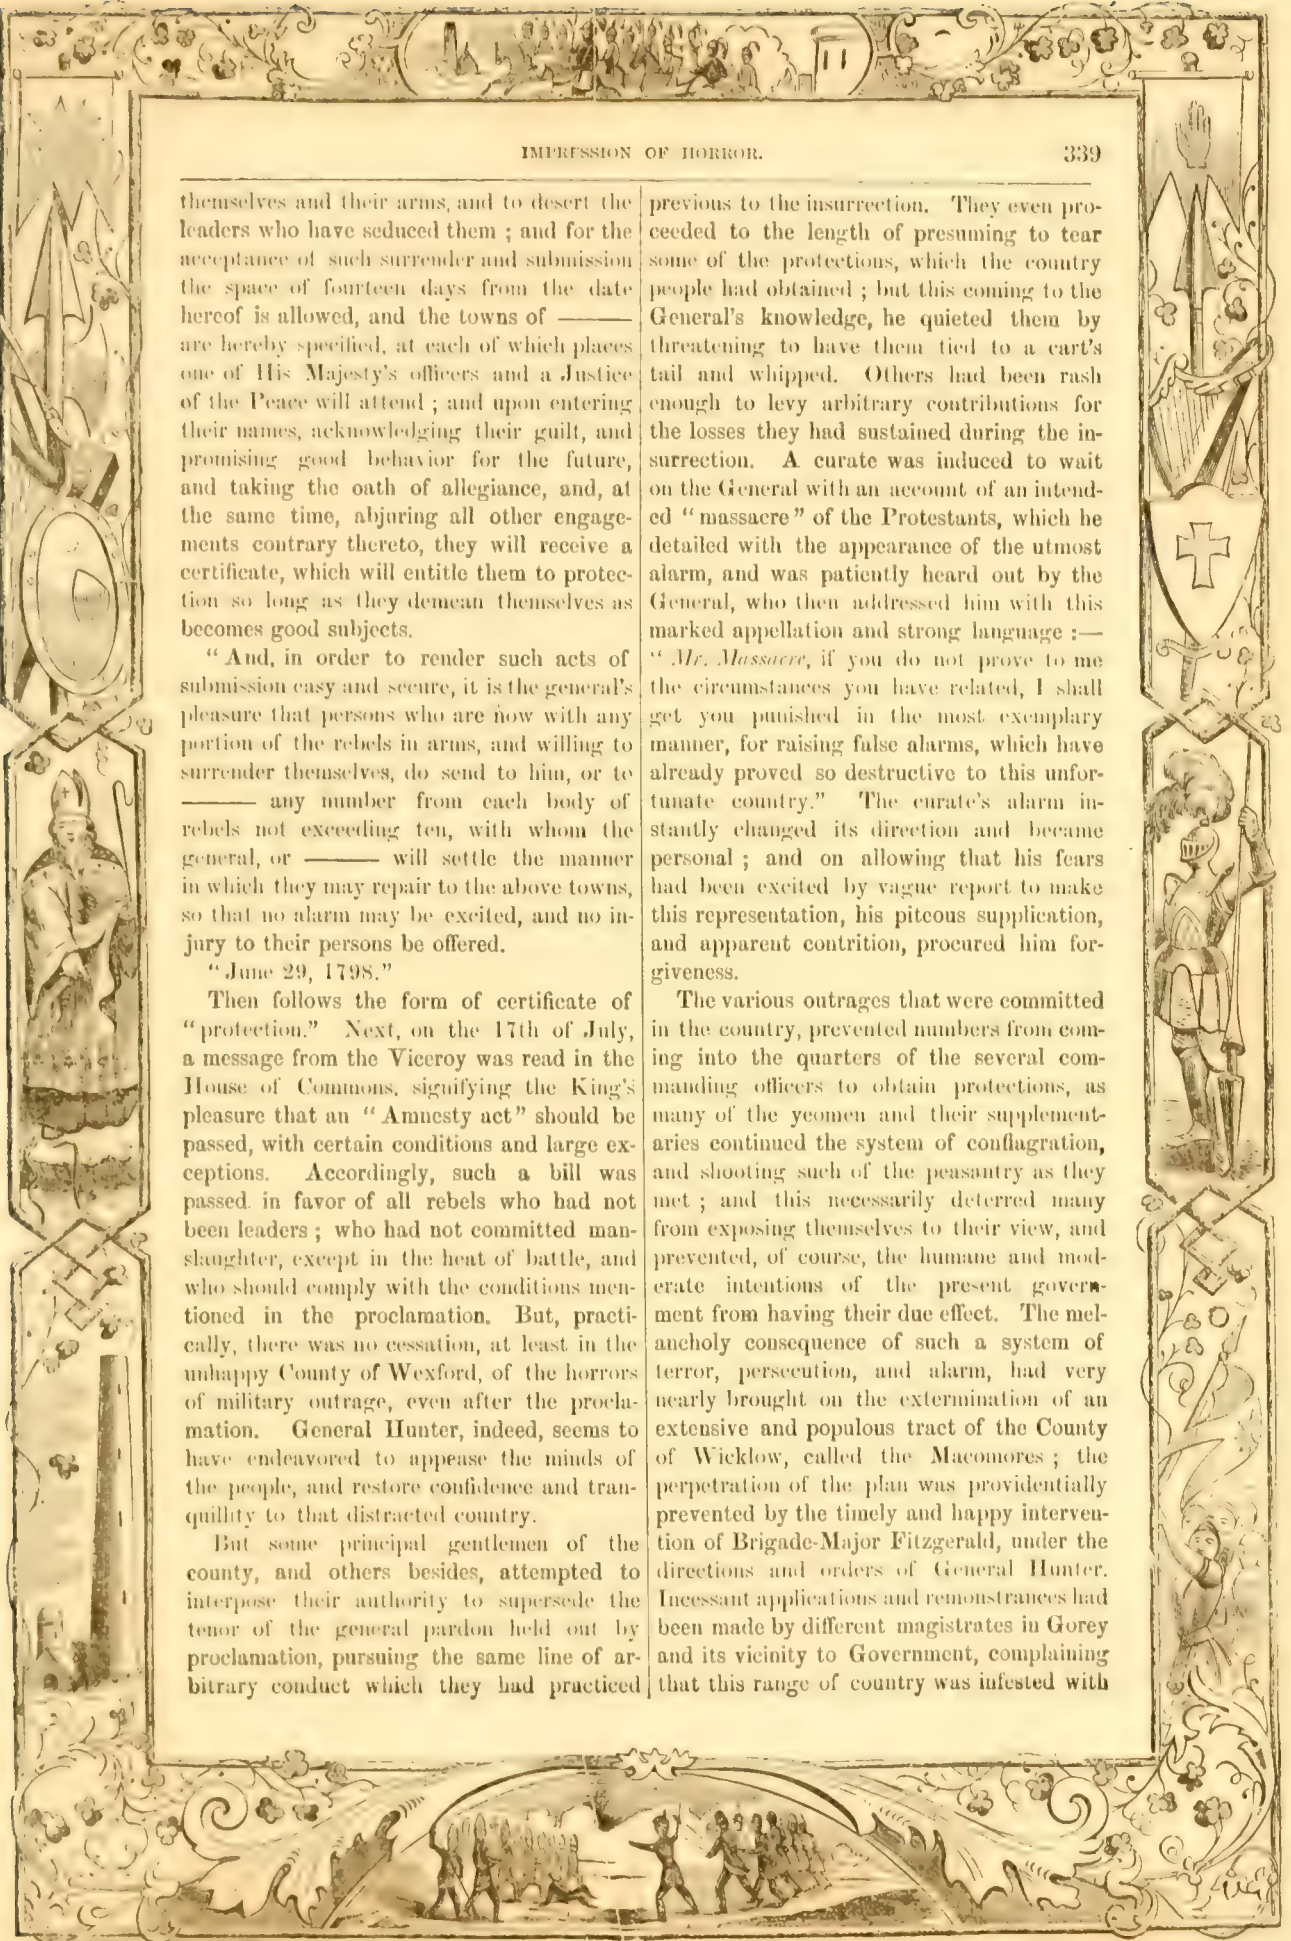 IMPRESSION OF HORROR.
339
themselves and their arms, and to desert the
leaders who have seduced them ; and for the
acceptance of such surrender and submission
the space of fourteen days from the date
hereof is allowed, and the towns of ———
are hereby specified, at each of which places
one of His Majesty's officers and a Justice
of the Peace will attend ; and upon entering
their names, acknowledging their guilt, and
promising good behavior for the future,
and taking the oath of allegiance, and, at
the same time, abjuring all other engage-
ments contrary thereto, they will receive a
certificate, which will entitle them to protec-
tion so long as they demean themselves as
becomes good subjects.
“ And, in order to render such acts of
submission easy and secure, it is the general's
pleasure that persons who are now with any
portion of the rebels in arms, and willing to
surrender themselves, do send to him, or to
——— any number from each body of
rebels not exceeding ten, with whom the
general, or ——— will settle the manner
in which they may repair to the above towns,
so that no alarm may be excited, and no in-
jury to their persons be offered.
“ June 29, 1798.”
Then follows the form of certificate of
“ protection.” Next, on the 17th of July,
a message from the Viceroy was read in the
House of Commons, signifying the King's
pleasure that an “ Amnesty act” should be
passed, with certain conditions and large ex-
ceptions. Accordingly, such a bill was
passed in favor of all rebels who had not
been leaders ; who had not committed man-
slaughter, except in the heat of battle, and
who should comply with the conditions men-
tioned in the proclamation. But, practi-
cally, there was no cessation, at least in the
unhappy County of Wexford, of the horrors
of military outrage, even after the procla-
mation. General Hunter, indeed, seems to
have endeavored to appease the minds of
the people, and restore confidence and tran-
quillity to that distracted country.
But some principal gentlemen of the
county, and others besides, attempted to
interpose their authority to supersede the
tenor of the general pardon held out by
proclamation, pursuing the same line of ar-
bitrary conduct which they had practiced
previous to the insurrection. They even pro-
ceeded to the length of presuming to tear
some of the protections, which the country
people had obtained ; but this coming to the
General's knowledge, he quieted them by
threatening to have them tied to a cart's
tail and whipped. Others had been rash
enough to levy arbitrary contributions for
the losses they had sustained during the in-
surrection. A curate was induced to wait
on the General with an account of an intend-
ed “ massacre” of the Protestants, which he
detailed with the appearance of the utmost
alarm, and was patiently heard out by the
General, who then addressed him with this
marked appellation and strong language :—
“ Mr. Massacre, if you do not prove to me
the circumstances you have related, I shall
get you punished in the most exemplary
manner, for raising false alarms, which have
already proved so destructive to this unfor-
tunate country.” The curate's alarm in-
stantly changed its direction and became
personal ; and on allowing that his fears
had been excited by vague report to make
this representation, his piteous supplication,
and apparent contrition, procured him for-
giveness.
The various outrages that were committed
in the country, prevented numbers from com-
ing into the quarters of the several com-
manding officers to obtain protections, as
many of the yeomen and their supplement-
aries continued the system of conflagration,
and shooting such of the peasantry as they
met ; and this necessarily deterred many
from exposing themselves to their view, and
prevented, of course, the humane and mod-
erate intentions of the present govern-
ment from having their due effect. The mel-
ancholy consequence of such a system of
terror, persecution, and alarm, had very
nearly brought on the extermination of an
extensive and populous tract of the County
of Wicklow, called the Macomores ; the
perpetration of the plan was providentially
prevented by the timely and happy interven-
tion of Brigade-Major Fitzgerald, under the
directions and orders of General Hunter.
Incessant applications and remonstrances had
been made by different magistrates in Gorey
and its vicinity to Government, complaining
that this range of country was infested with